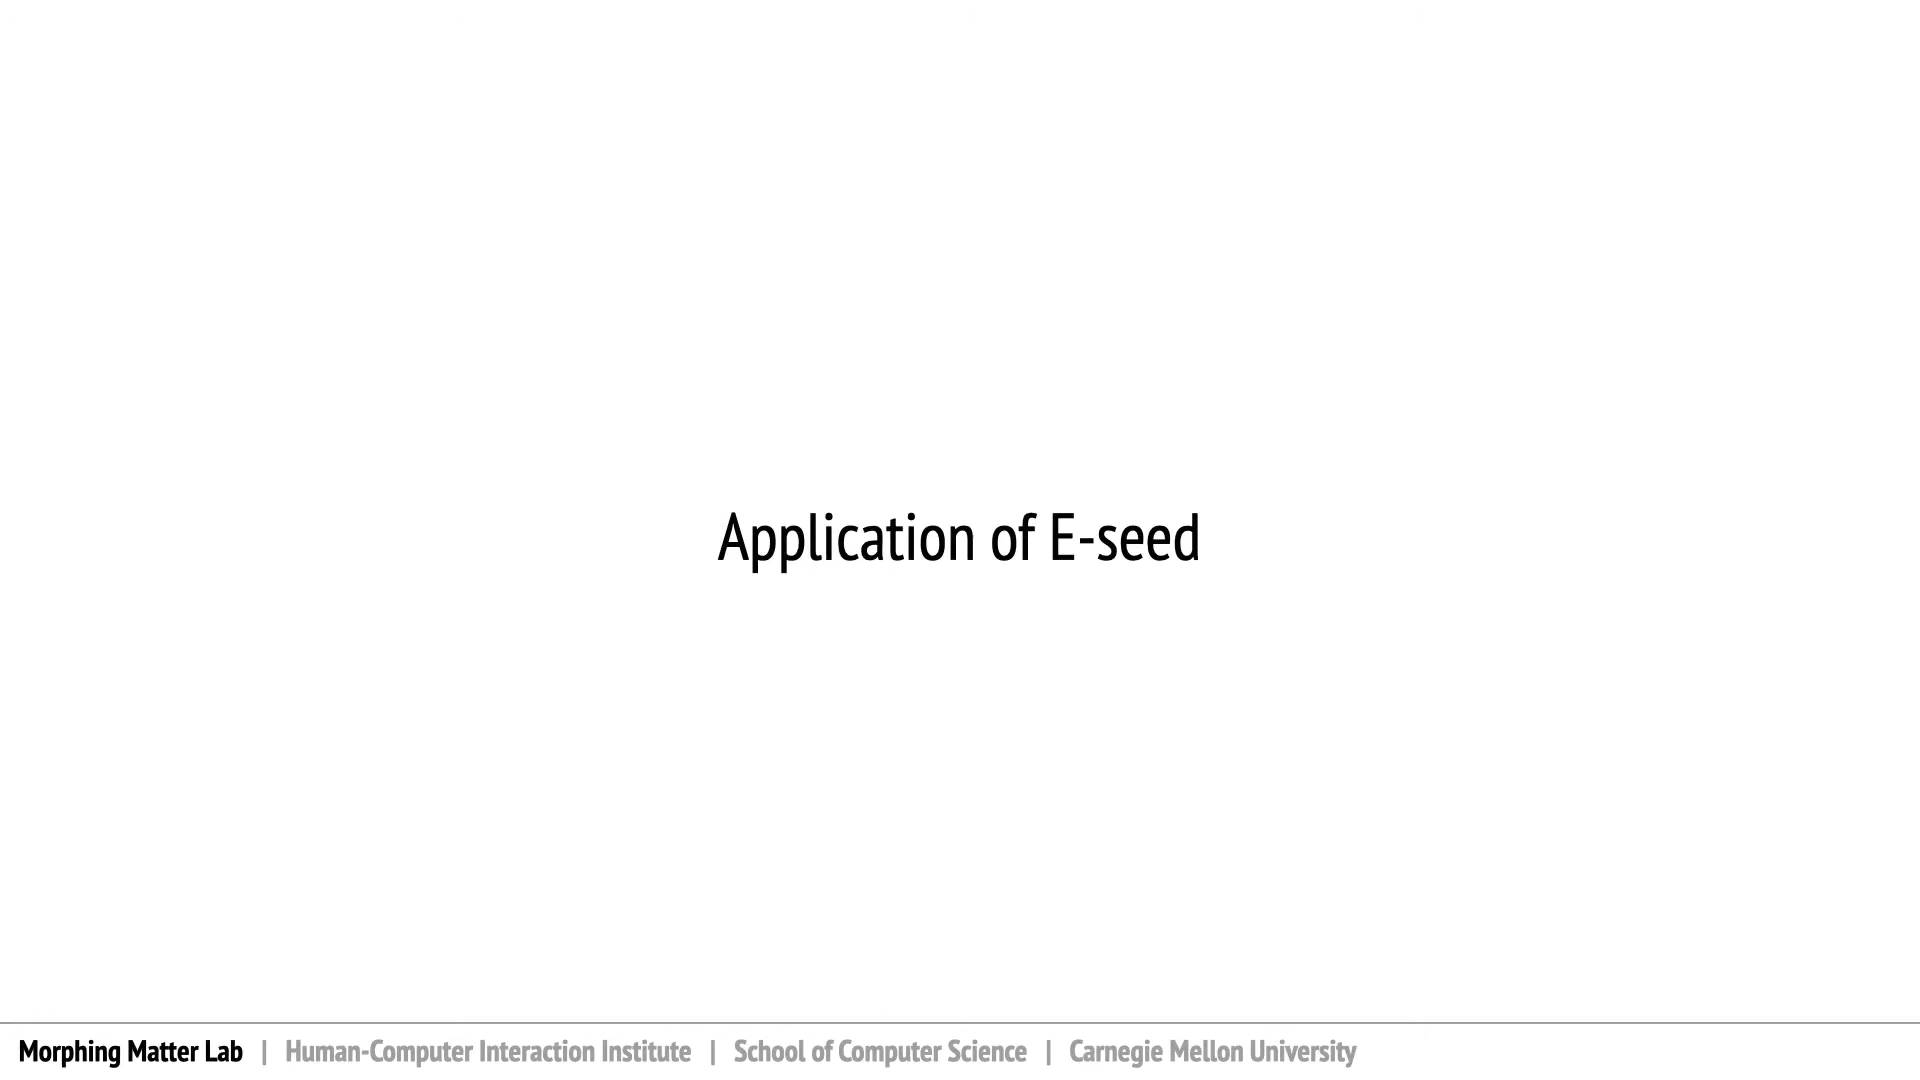 Application of E-seed
Morphing Matter Lab | Human-Computer Interaction Institute | School of Computer Science | Carnegie Mellon University